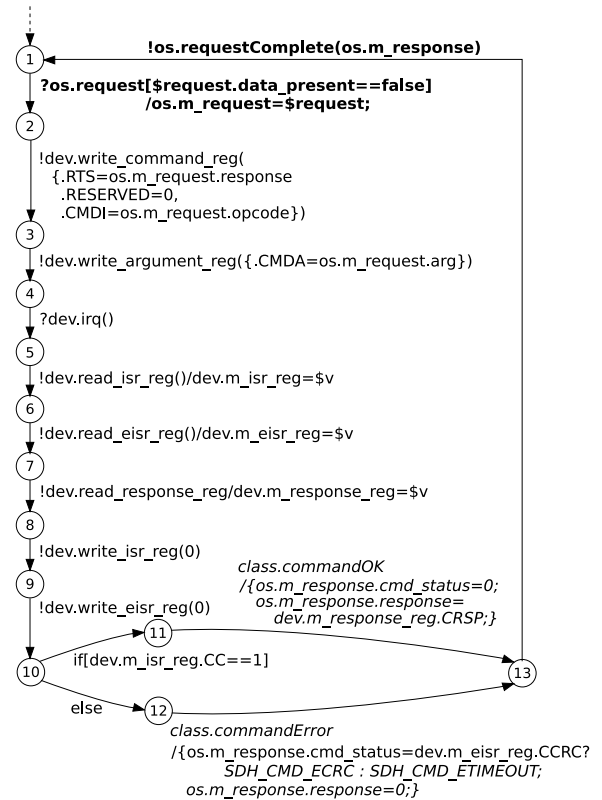 !os.requestComplete(os.m_response)
1
?os.request[$request.data_present==false]
/os.m_request=$request;
2
!dev.write_command_reg(
{.RTS=os.m_request.response
.RESERVED=0,
.CMDI=os.m_request.opcode})
3
!dev.write_argument_reg({.CMDA=os.m_request.arg})
4
?dev.irq()
5
!dev.read_isr_reg()/dev.m_isr_reg=$v
6
!dev.read_eisr_reg()/dev.m_eisr_reg=$v
7
!dev.read_response_reg/dev.m_response_reg=$v
8
!dev.write_isr_reg(0)
9
!dev.write_eisr_reg(0)
class.commandOK
/{os.m_response.cmd_status=0;
os.m_response.response=
dev.m_response_reg.CRSP;}
11
if[dev.m_isr_reg.CC==1]
10
13
else
12
class.commandError
/{os.m_response.cmd_status=dev.m_eisr_reg.CCRC?
SDH_CMD_ECRC : SDH_CMD_ETIMEOUT;
os.m_response.response=0;}